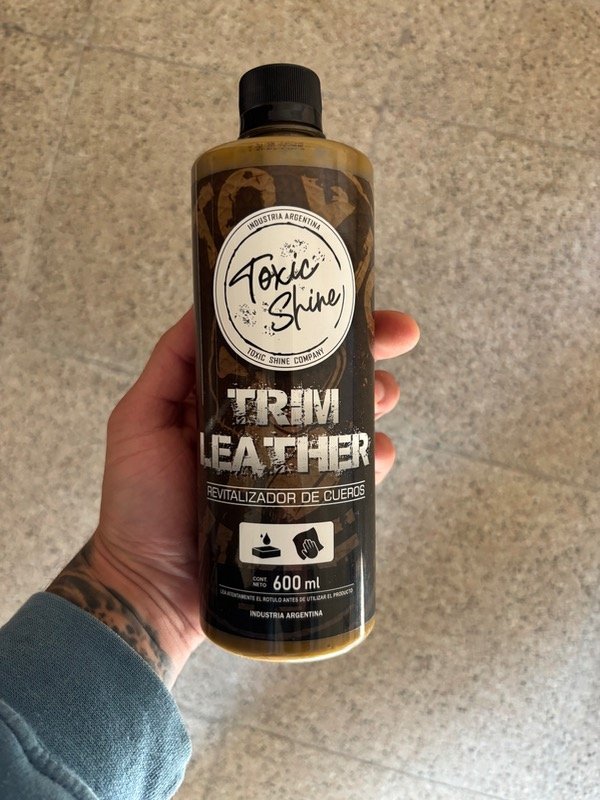 INDUSTRIA ARGENTINA
Toxic
Shine
TOXIC SHINE COMPANY
TRIM
LEATHER
REVITALIZADOR DE CUEROS
CONT
NETO 600 ml
LEA ATENTAMENTE EL ROTULO ANTES DE UTILIZAR EL PRODUCTO
INDUSTRIA ARGENTINA